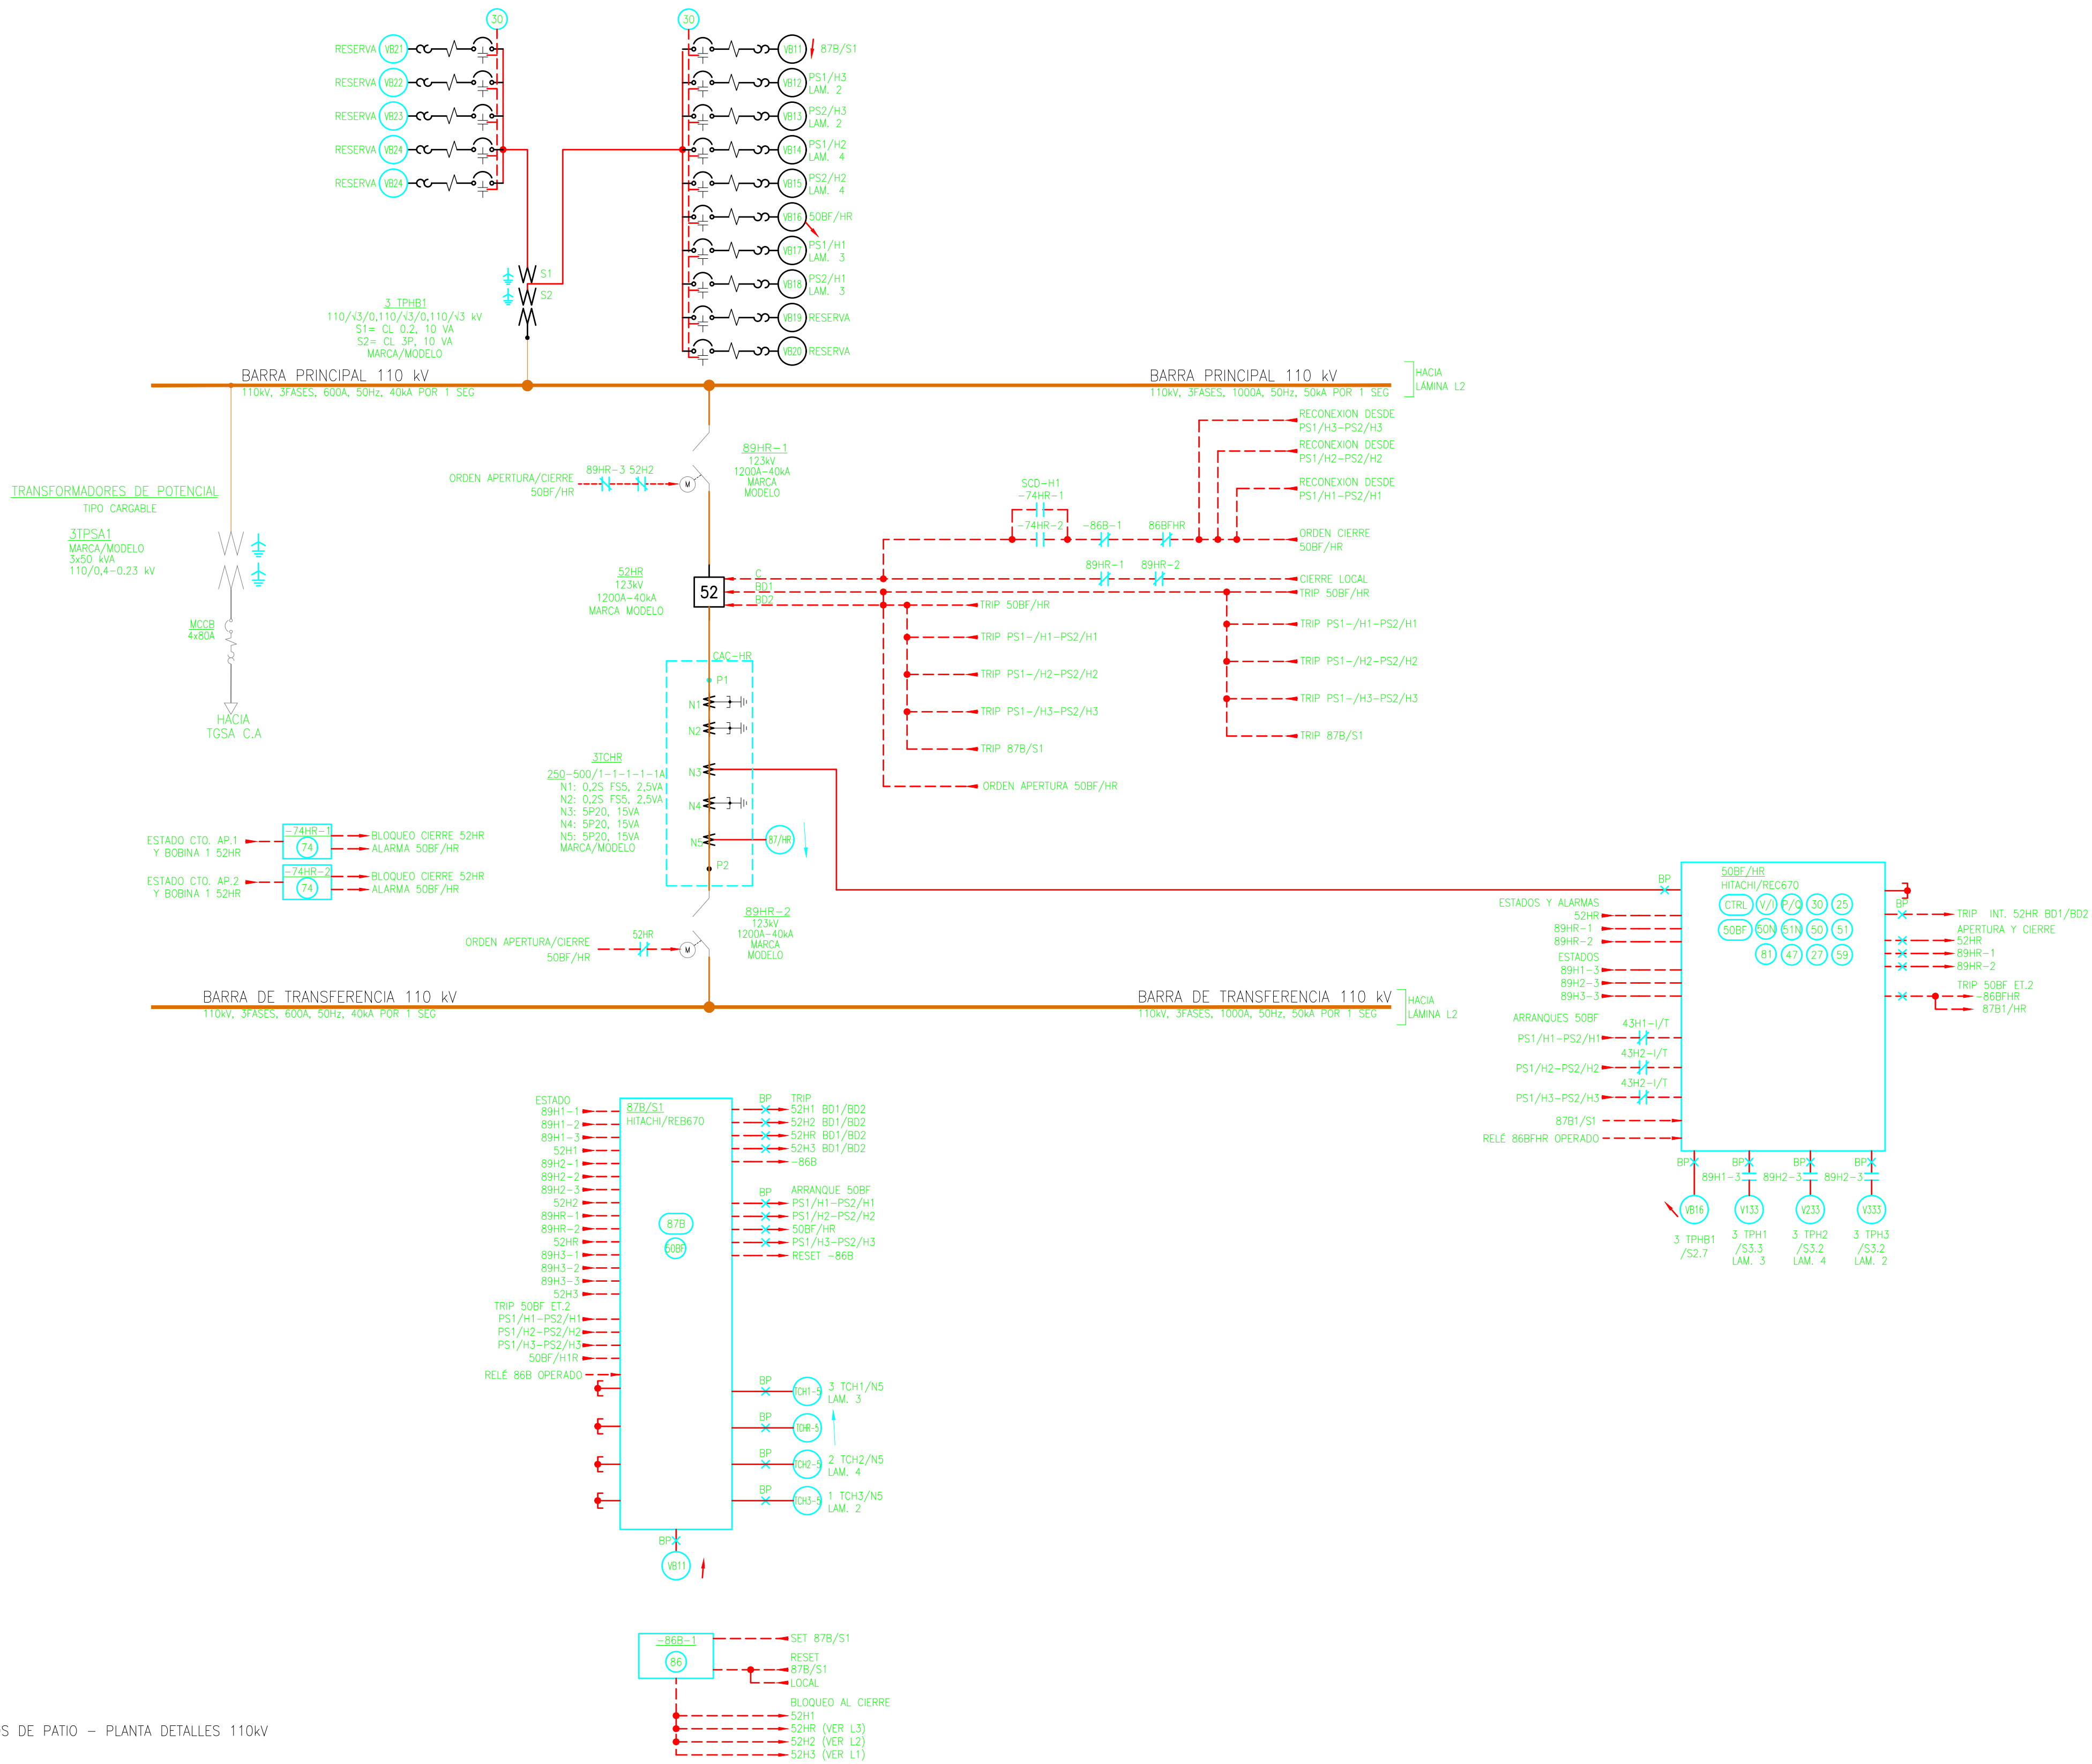 30
30
RESERVA VB21
RESERVA VB22
RESERVA VB23
RESERVA VB24
RESERVA VB24
VB11 87B/S1
VB12 PS1/H3
LAM. 2
VB13 PS2/H3
LAM. 2
VB14 PS1/H2
LAM. 4
VB15 PS2/H2
LAM. 4
VB16 50BF/HR
VB17 PS1/H1
LAM. 3
VB18 PS2/H1
LAM. 3
VB19 RESERVA
VB20 RESERVA
S1
S2
3 TPHB1
110/√3/0,110/√3/0,110/√3 kV
S1= CL 0.2, 10 VA
S2= CL 3P, 10 VA
MARCA/MODELO
BARRA PRINCIPAL 110 kV
110kV, 3FASES, 600A, 50Hz, 40kA POR 1 SEG
BARRA PRINCIPAL 110 kV
110kV, 3FASES, 1000A, 50Hz, 50kA POR 1 SEG
HACIA
LÁMINA L2
TRANSFORMADORES DE POTENCIAL
TIPO CARGABLE
3TPSA1
MARCA/MODELO
3x50 kVA
110/0.4-0.23 kV
MCCB
4x80A
HACIA
TGSA C.A
89HR-1
123kV
1200A-40kA
MARCA
MODELO
ORDEN APERTURA/CIERRE
50BF/HR
89HR-3 52H2
M
RECONEXION DESDE
PS1/H3-PS2/H3
RECONEXION DESDE
PS1/H2-PS2/H2
RECONEXION DESDE
PS1/H1-PS2/H1
SCD-H1
-74HR-1
-74HR-2
-86B-1
86BFHR
ORDEN CIERRE
50BF/HR
89HR-1
89HR-2
CIERRE LOCAL
TRIP 50BF/HR
52HR
123kV
1200A-40kA
MARCA MODELO
52
C
BD1
BD2
TRIP 50BF/HR
TRIP PS1-/H1-PS2/H1
TRIP PS1-/H2-PS2/H2
TRIP PS1-/H3-PS2/H3
TRIP 87B/S1
ORDEN APERTURA 50BF/HR
TRIP PS1-/H1-PS2/H1
TRIP PS1-/H2-PS2/H2
TRIP PS1-/H3-PS2/H3
TRIP 87B/S1
CAC-HR
P1
N1
N2
N3
N4
N5
P2
87/HR
3TCHR
250-500/1-1-1-1-1A
N1: 0,2S FS5, 2,5VA
N2: 0,2S FS5, 2,5VA
N3: 5P20, 15VA
N4: 5P20, 15VA
N5: 5P20, 15VA
MARCA/MODELO
ESTADO CTO. AP.1
Y BOBINA 1 52HR
-74HR-1
74
BLOQUEO CIERRE 52HR
ALARMA 50BF/HR
ESTADO CTO. AP.2
Y BOBINA 1 52HR
-74HR-2
74
BLOQUEO CIERRE 52HR
ALARMA 50BF/HR
89HR-2
123kV
1200A-40kA
MARCA
MODELO
ORDEN APERTURA/CIERRE
50BF/HR
52HR
M
BARRA DE TRANSFERENCIA 110 kV
110kV, 3FASES, 600A, 50Hz, 40kA POR 1 SEG
BARRA DE TRANSFERENCIA 110 kV
110kV, 3FASES, 1000A, 50Hz, 50kA POR 1 SEG
HACIA
LÁMINA L2
50BF/HR
HITACHI/REC670
CTRL V/I P/Q 30 25
50BF 50N 51N 50 51
81 47 27 59
BP
ESTADOS Y ALARMAS
52HR
89HR-1
89HR-2
ESTADOS
89H1-3
89H2-3
89H3-3
ARRANQUES 50BF
43H1-I/T
PS1/H1-PS2/H1
43H2-I/T
PS1/H2-PS2/H2
43H2-I/T
PS1/H3-PS2/H3
87B1/S1
RELÉ 86BFHR OPERADO
BP
TRIP INT. 52HR BD1/BD2
APERTURA Y CIERRE
52HR
89HR-1
89HR-2
TRIP 50BF ET.2
-86BFHR
87B1/HR
BP BP BP BP
89H1-3 89H2-3 89H2-3
VB16 V133 V233 V333
3 TPHB1
/S2.7
3 TPH1
/S3.3
LAM. 3
3 TPH2
/S3.2
LAM. 4
3 TPH3
/S3.2
LAM. 2
ESTADO
89H1-1
89H1-2
89H1-3
52H1
89H2-1
89H2-2
89H2-3
52H2
89HR-1
89HR-2
52HR
89H3-1
89H3-2
89H3-3
52H3
TRIP 50BF ET.2
PS1/H1-PS2/H1
PS1/H2-PS2/H2
PS1/H3-PS2/H3
50BF/H1R
RELÉ 86B OPERADO
87B/S1
HITACHI/REB670
87B
50BF
BP TRIP
52H1 BD1/BD2
52H2 BD1/BD2
52HR BD1/BD2
52H3 BD1/BD2
-86B
BP ARRANQUE 50BF
PS1/H1-PS2/H1
PS1/H2-PS2/H2
50BF/HR
PS1/H3-PS2/H3
RESET -86B
BP TCH1-5 3 TCH1/N5
LAM. 3
BP TCHR-5
BP TCH2-5 2 TCH2/N5
LAM. 4
BP TCH3-5 1 TCH3/N5
LAM. 2
BP
VB11
-86B-1
86
SET 87B/S1
RESET
87B/S1
LOCAL
BLOQUEO AL CIERRE
52H1
52HR (VER L3)
52H2 (VER L2)
52H3 (VER L1)
S DE PATIO - PLANTA DETALLES 110kV